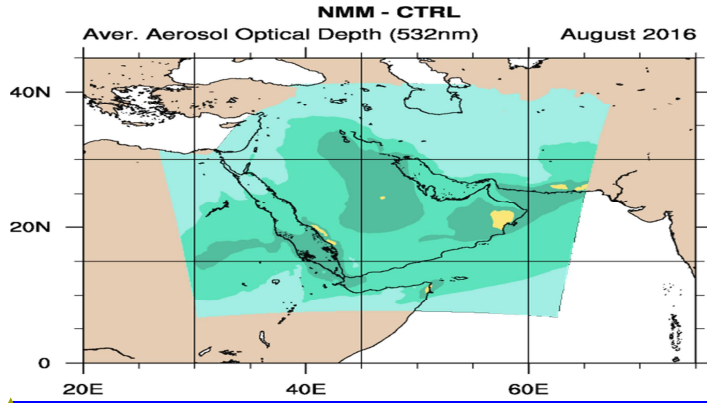 NMM - CTRL
Aver. Aerosol Optical Depth (532nm) August 2016
40N
20N
0
20E 40E 60E